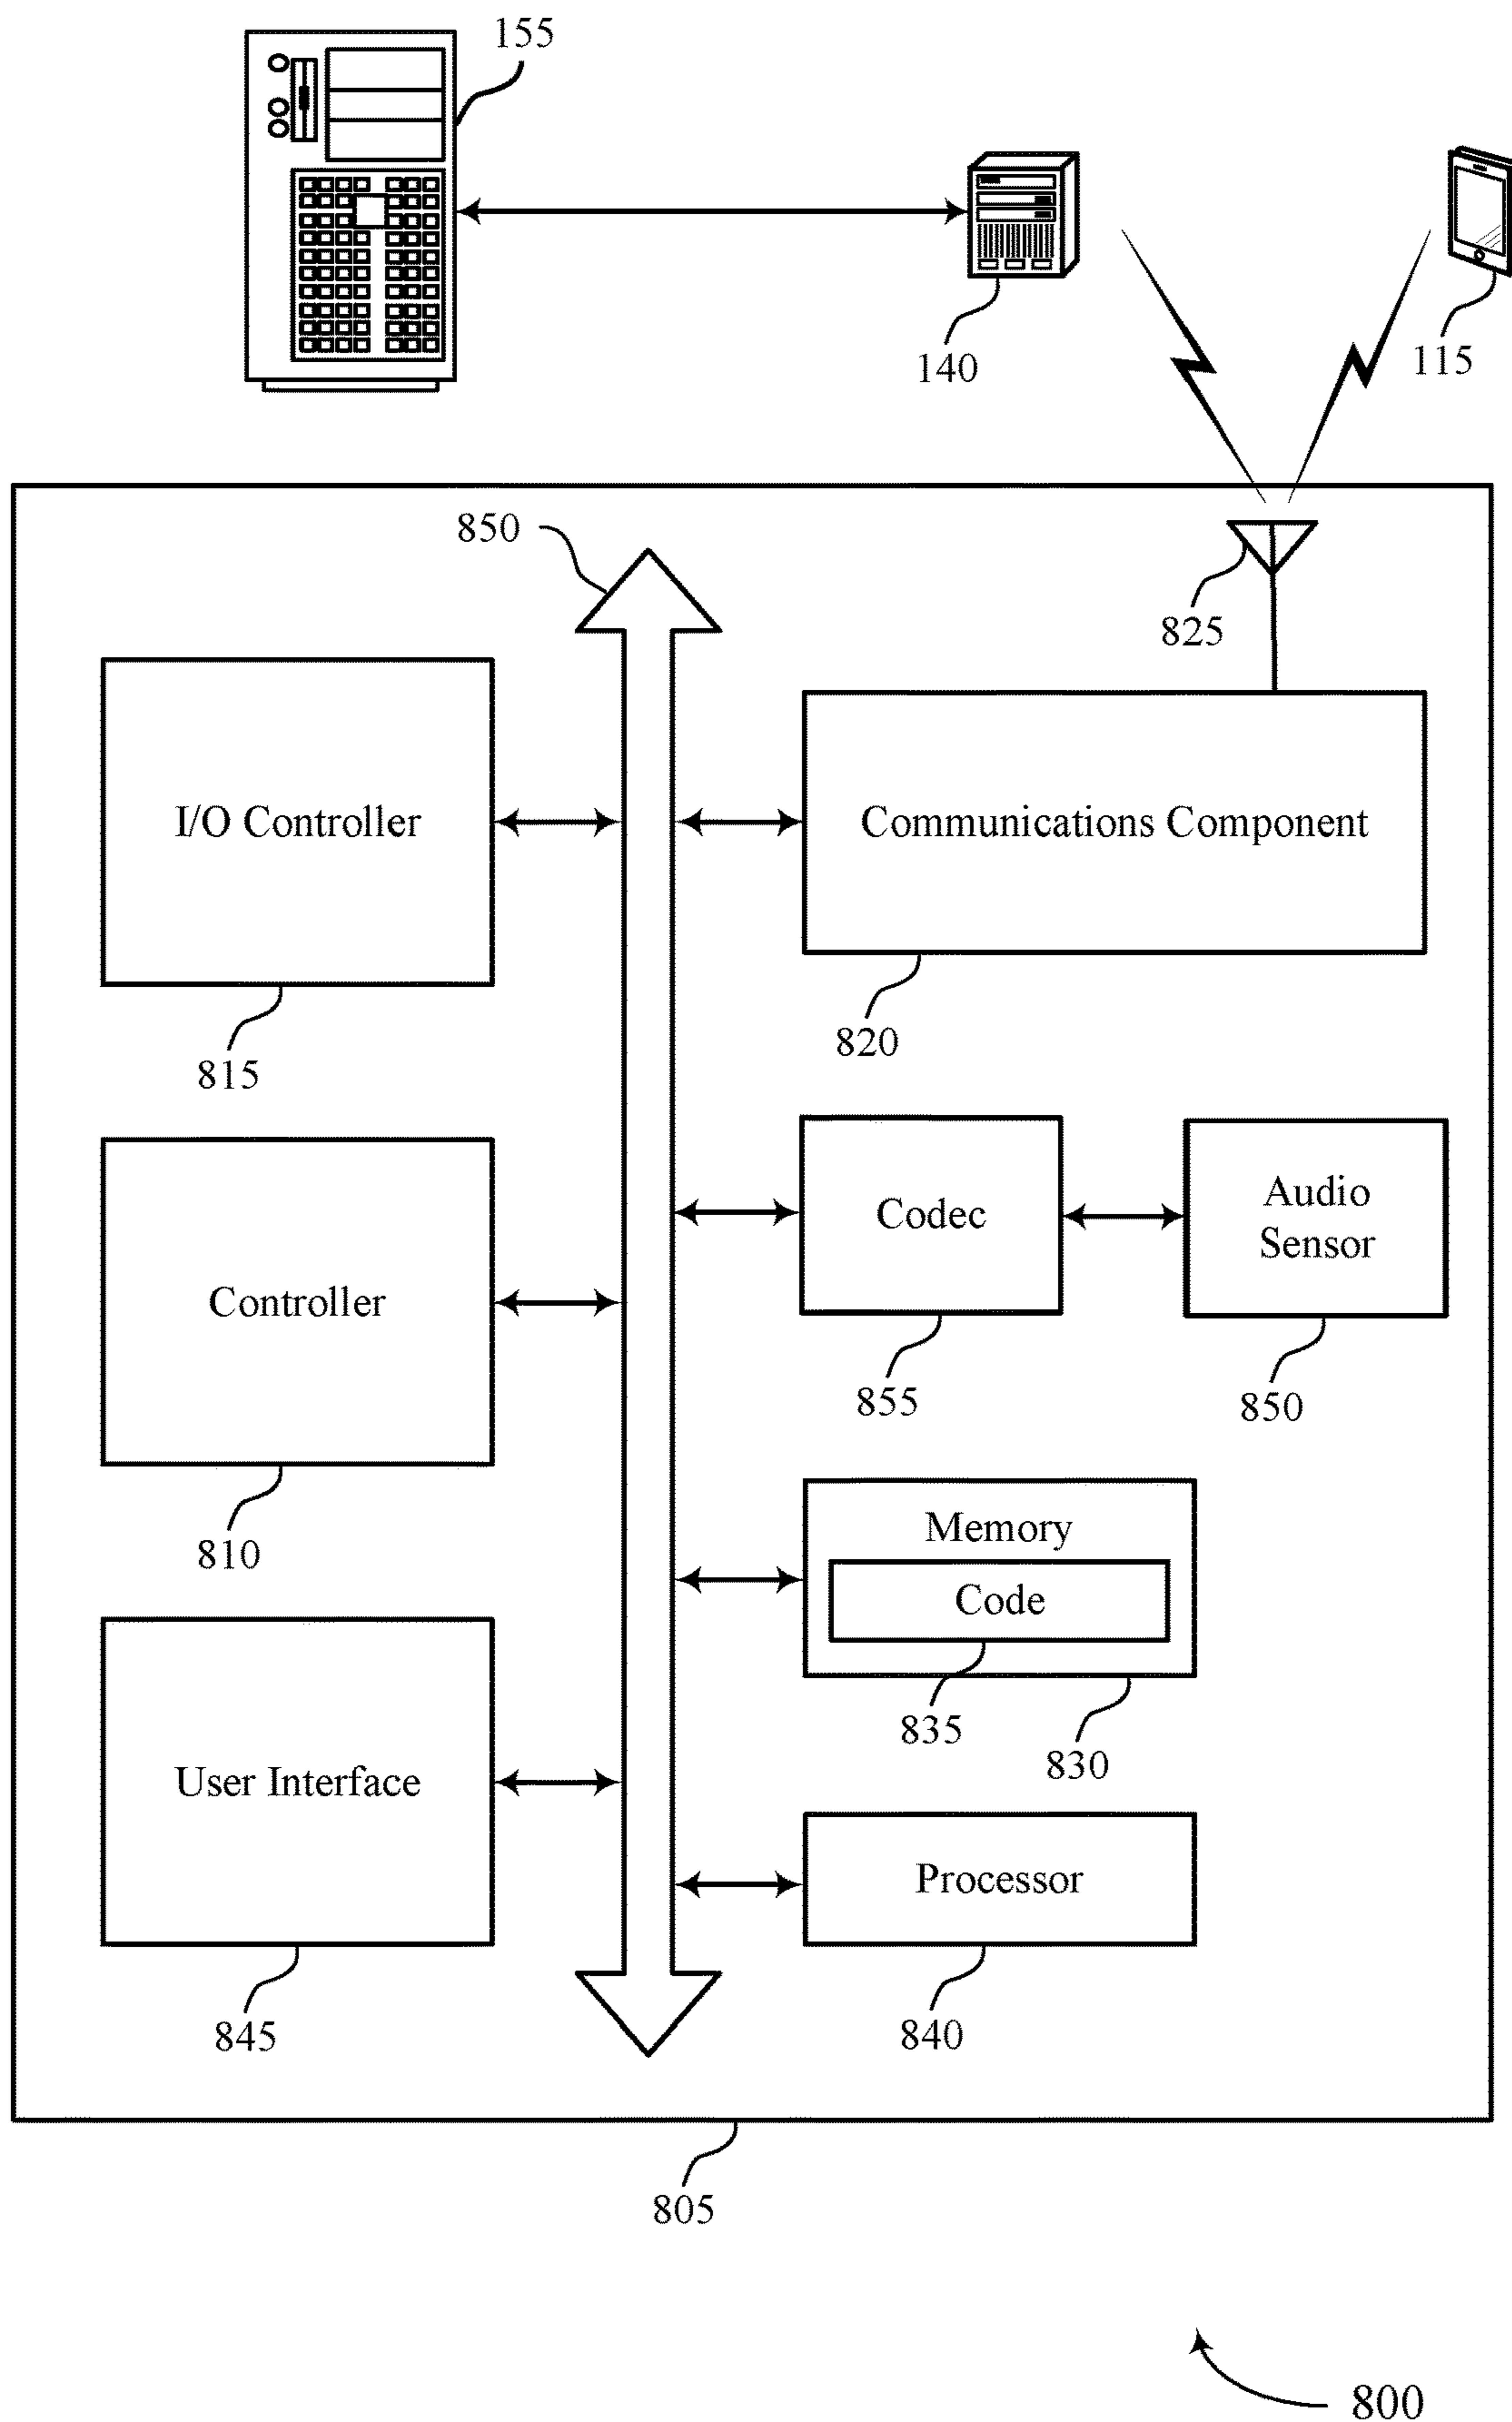 155
140
115
850
825
I/O Controller
Communications Component
815
820
Codec
Audio
Sensor
Controller
855
850
810
Memory
Code
835
830
User Interface
Processor
845
840
805
800